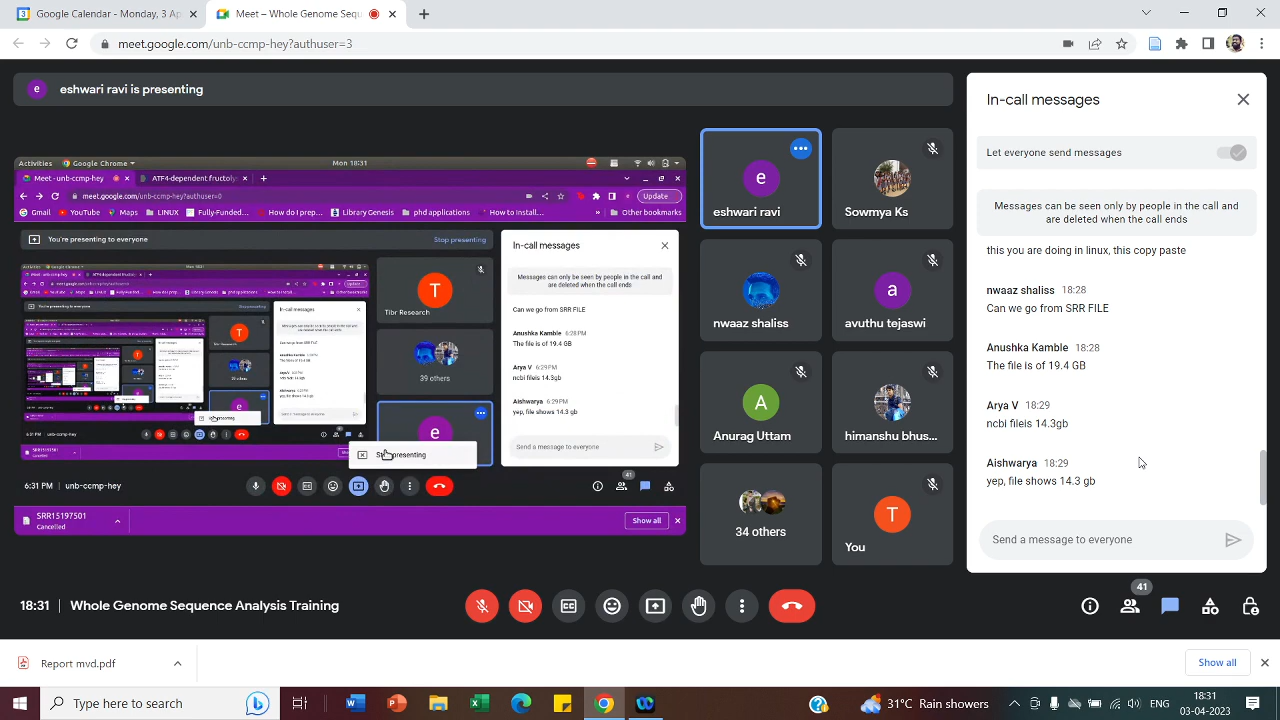 Google Calendar - Monday, 3 Ap
Meet – Whole Genome Sequ
meet.google.com/unb-ccmp-hey?authuser=3
e eshwari ravi is presenting
Activities Google Chrome Mon 18:31
Meet - unb-ccmp-hey
ATF4-dependent fructolys
meet.google.com/unb-ccmp-hey?authuser=0
Update
Gmail YouTube Maps LINUX Fully-Funded... How do i prep... Library Genesis phd applications How to Install... » Other bookmarks
You're presenting to everyone
Stop presenting
T
Tibr Research
39 others
e
presenting
In-call messages
Messages can only be seen by people in the call and
are deleted when the call ends
Can we go from SRR FILE
Anushka Kamble 6:28 PM
The file is of 19.4 GB
Arya V 6:29 PM
ncbi fileis 14.3gB
Aishwarya 6:29 PM
yep, file shows 14.3 gb
Send a message to everyone
6:31 PM | unb-ccmp-hey
41
SRR15197501
Cancelled
Show all
e
eshwari ravi
Sowmya Ks
nwaaz shaliss
a
avuthu tejaswi
A
Anurag Uttam
himanshu bhus...
34 others
T
You
In-call messages
Let everyone send messages
Messages can be seen only by people in the call and
are deleted when the call ends
this you are doing in linux, this copy paste
nwaaz shaliss 18:28
Can we go from SRR FILE
Anushka Kamble 18:28
The file is of 19.4 GB
Arya V 18:29
ncbi fileis 14.3gb
Aishwarya 18:29
yep, file shows 14.3 gb
Send a message to everyone
18:31 | Whole Genome Sequence Analysis Training
41
Report mvd.pdf
Show all
Type here to search
31°C Rain showers
ENG
18:31
03-04-2023